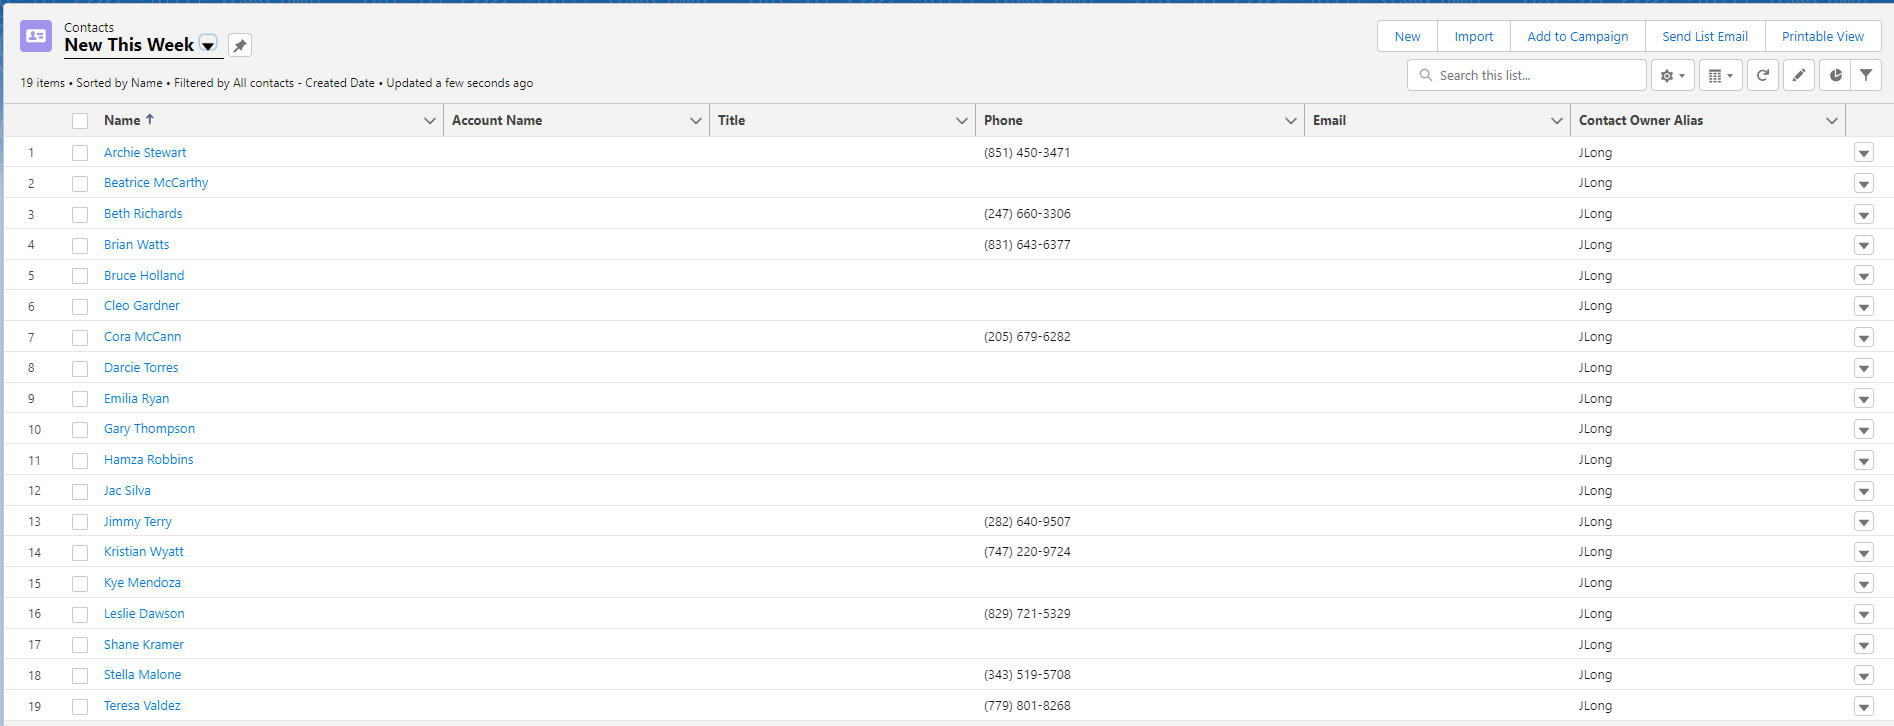 Contacts
New This Week
New Import Add to Campaign Send List Email Printable View
19 items • Sorted by Name • Filtered by All contacts - Created Date • Updated a few seconds ago
Search this list...
Name Account Name Title Phone Email Contact Owner Alias
1 Archie Stewart (851) 450-3471 JLong
2 Beatrice McCarthy JLong
3 Beth Richards (247) 660-3306 JLong
4 Brian Watts (831) 643-6377 JLong
5 Bruce Holland JLong
6 Cleo Gardner JLong
7 Cora McCann (205) 679-6282 JLong
8 Darcie Torres JLong
9 Emilia Ryan JLong
10 Gary Thompson JLong
11 Hamza Robbins JLong
12 Jac Silva JLong
13 Jimmy Terry (282) 640-9507 JLong
14 Kristian Wyatt (747) 220-9724 JLong
15 Kye Mendoza JLong
16 Leslie Dawson (829) 721-5329 JLong
17 Shane Kramer JLong
18 Stella Malone (343) 519-5708 JLong
19 Teresa Valdez (779) 801-8268 JLong